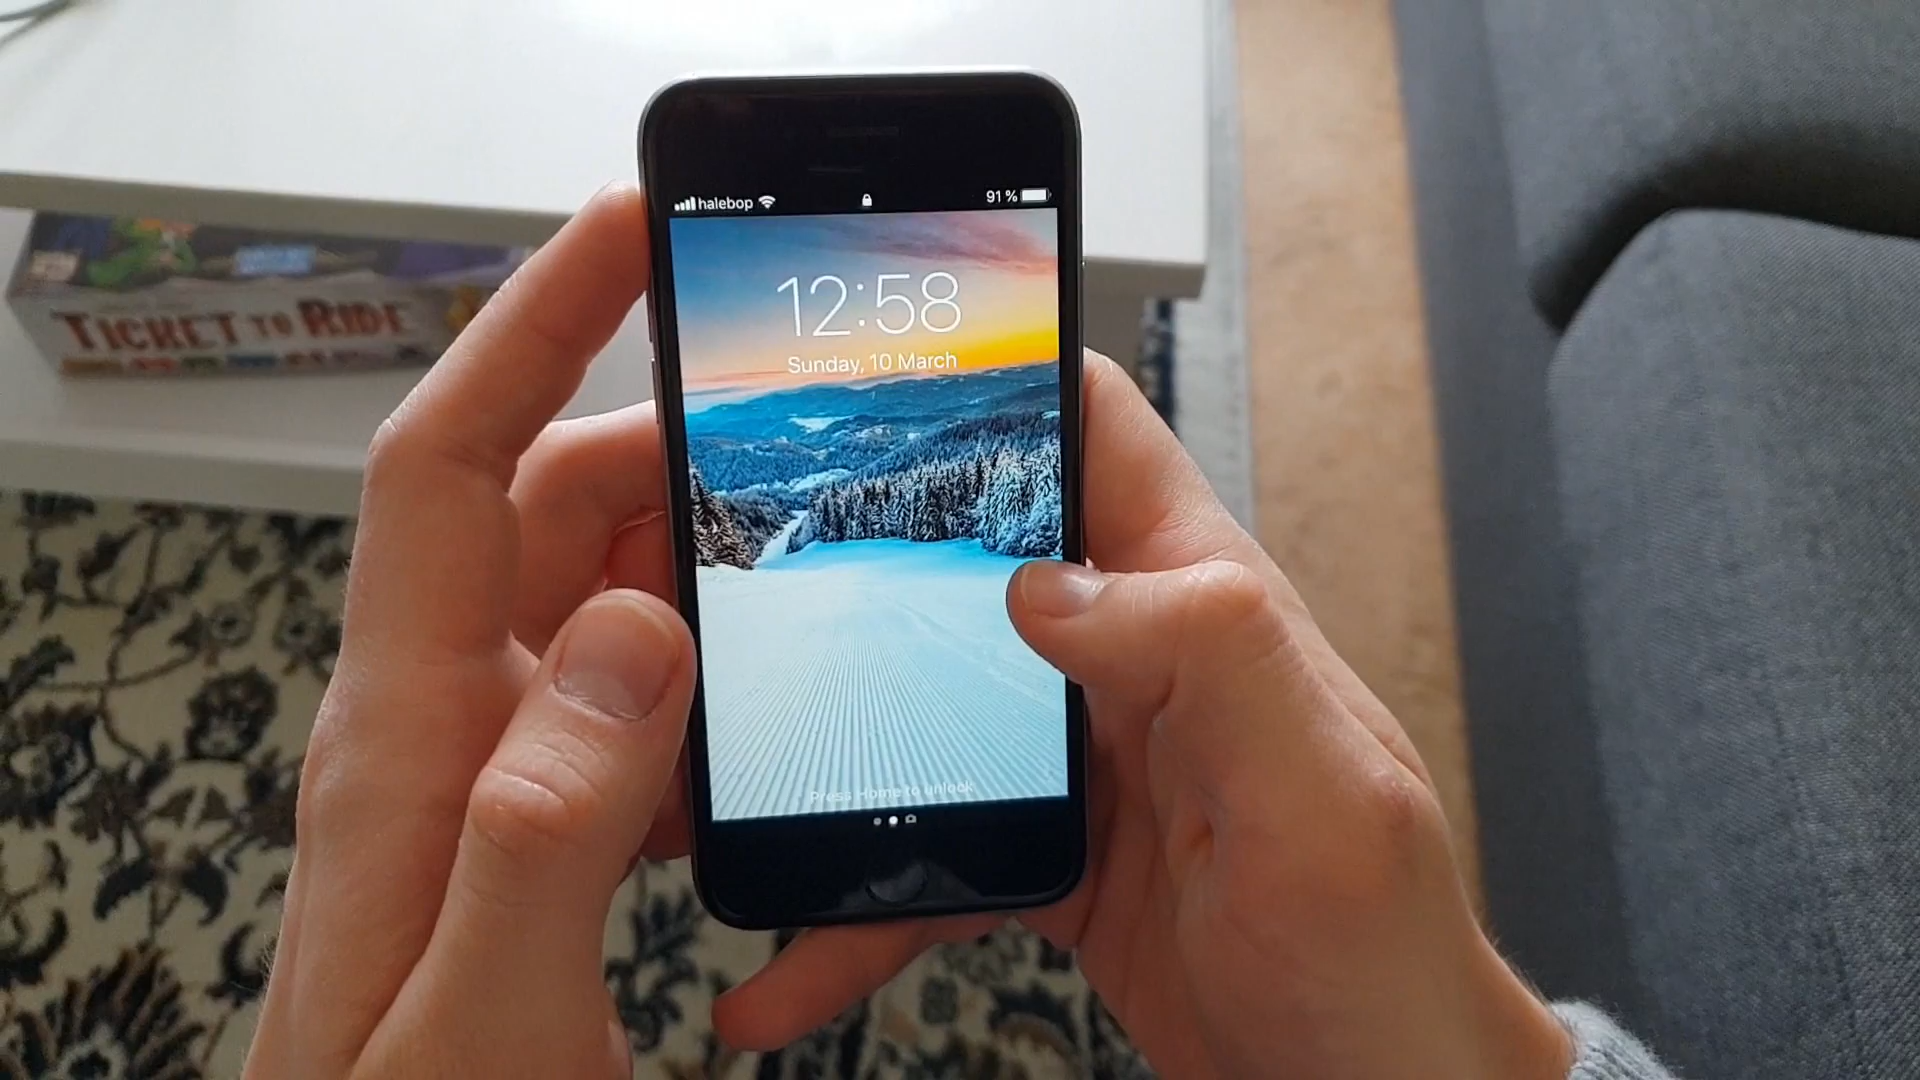 halebop
91 %
12:58
Sunday, 10 March
Press Home to unlock
TICKET TO RIDE